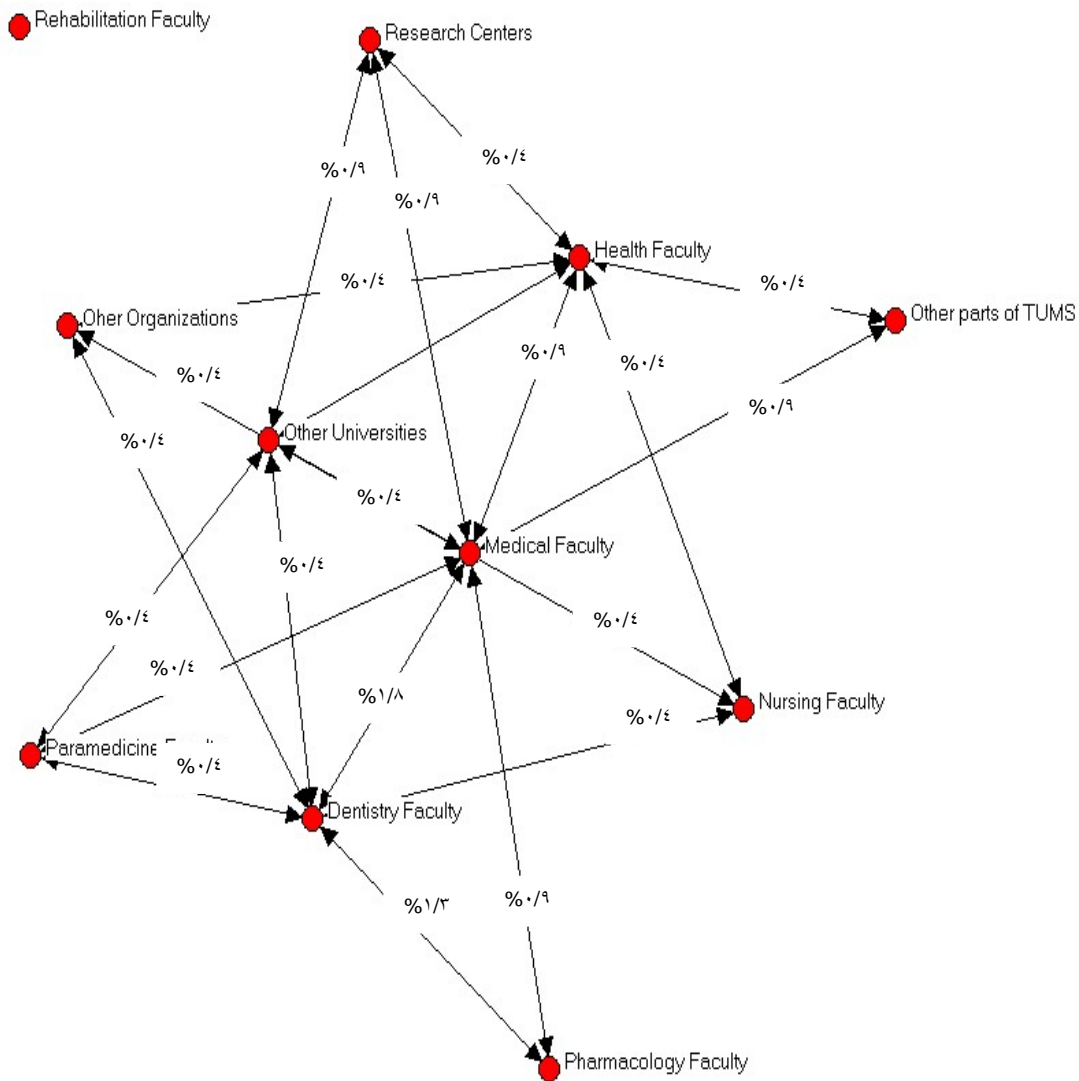 Rehabilitation Faculty
Research Centers
%٠/٤
%٠/٩
%٠/٩
Health Faculty
%٠/٤
%٠/٤
Other parts of TUMS
Oher Organizations
%٠/٩
%٠/٤
%٠/٤
%٠/٩
Other Universities
%٠/٤
%٠/٤
Medical Faculty
%٠/٤
%٠/٤
%٠/٤
%٠/٤
%١/٨
Nursing Faculty
%٠/٤
Paramedicine
%٠/٤
Dentistry Faculty
%٠/٩
%١/٣
Pharmacology Faculty